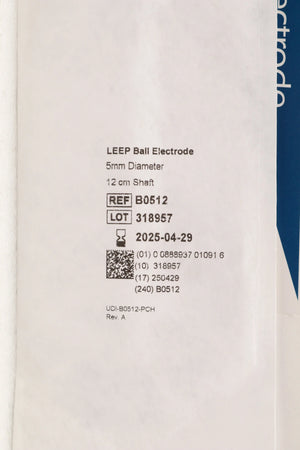 ectrode
LEEP Ball Electrode
5mm Diameter
12 cm Shaft
REF B0512
LOT 318957
2025-04-29
(01) 0 0888937 01091 6
(10) 318957
(17) 250429
(240) B0512
UDI-B0512-PCH
Rev. A